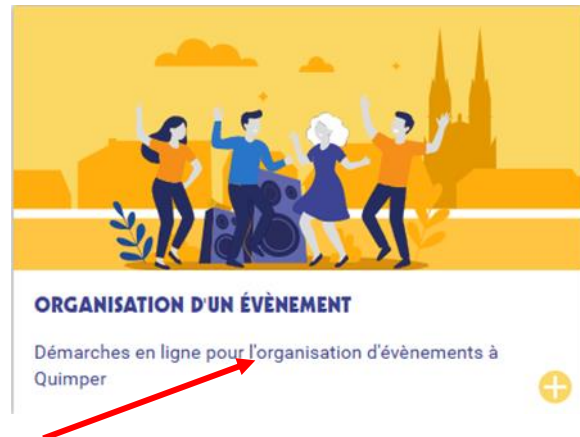 ORGANISATION D'UN ÉVÈNEMENT
Démarches en ligne pour l'organisation d'évènements à
Quimper